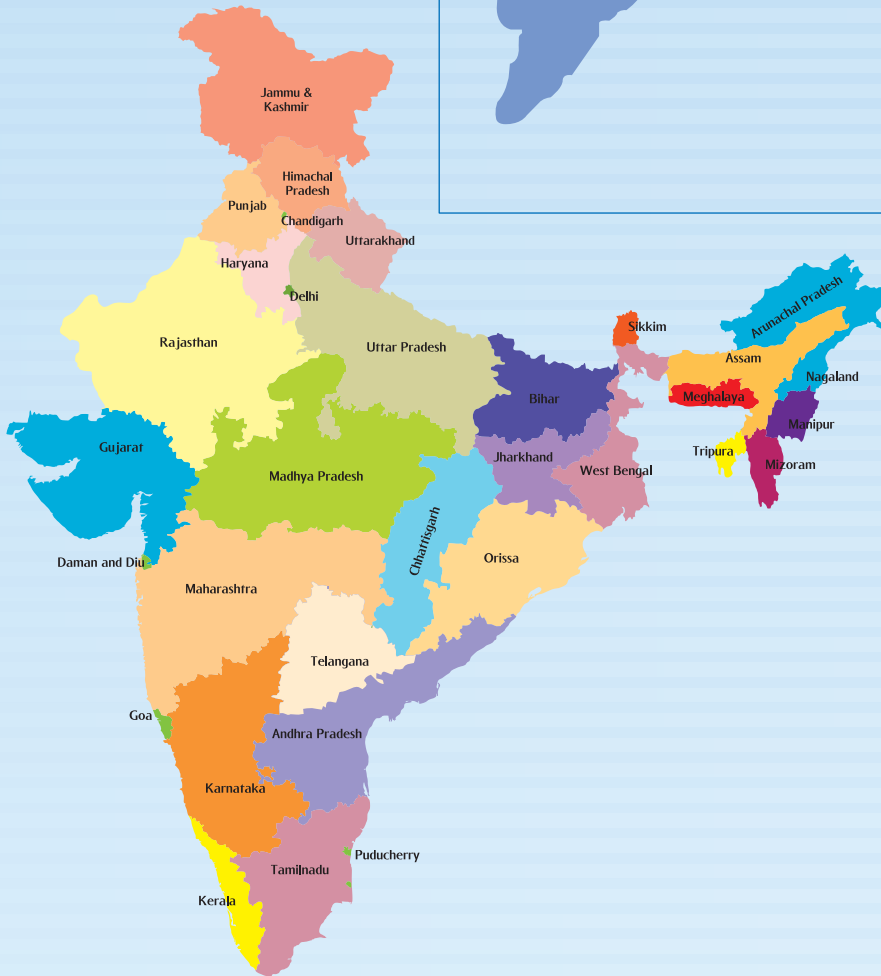 Jammu &
Kashmir
Himachal
Pradesh
Punjab
Chandigarh
Uttarakhand
Haryana
Delhi
Rajasthan
Uttar Pradesh
Sikkim
Arunachal Pradesh
Assam
Nagaland
Meghalaya
Manipur
Bihar
Tripura
Mizoram
Gujarat
Jharkhand
West Bengal
Madhya Pradesh
Chhattisgarh
Orissa
Daman and Diu
Maharashtra
Telangana
Goa
Andhra Pradesh
Karnataka
Puducherry
Tamilnadu
Kerala